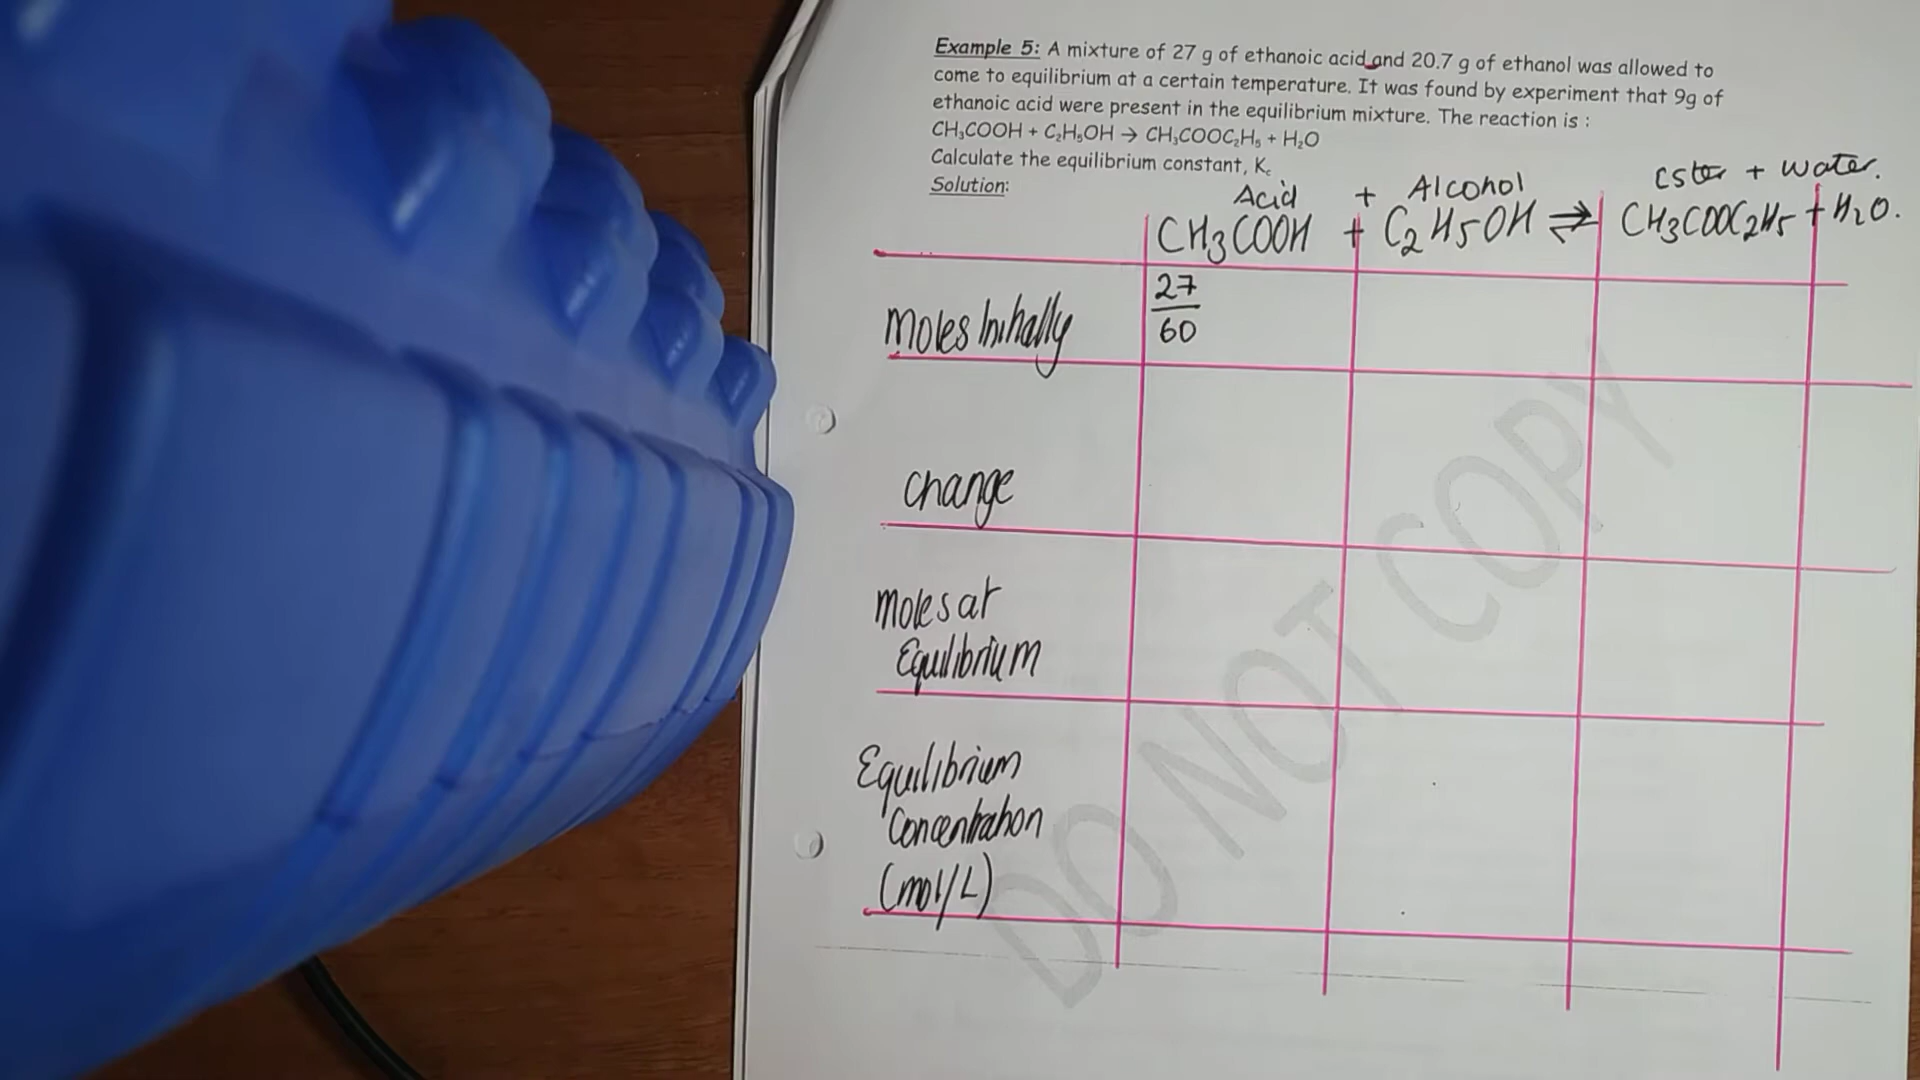 Example 5: A mixture of 27 g of ethanoic acid and 20.7 g of ethanol was allowed to
come to equilibrium at a certain temperature. It was found by experiment that 9g of
ethanoic acid were present in the equilibrium mixture. The reaction is :
CH₃COOH + C₂H₅OH → CH₃COOC₂H₅ + H₂O
Calculate the equilibrium constant, Kc
Solution:
Acid + Alcohol Ester + Water.
CH3COOH + C2H5OH ⇌ CH3COOC2H5 + H2O.
Moles Initially
27
60
Change
Moles at
Equilibrium
Equilibrium
Concentration
(mol/L)
DO NOT COPY